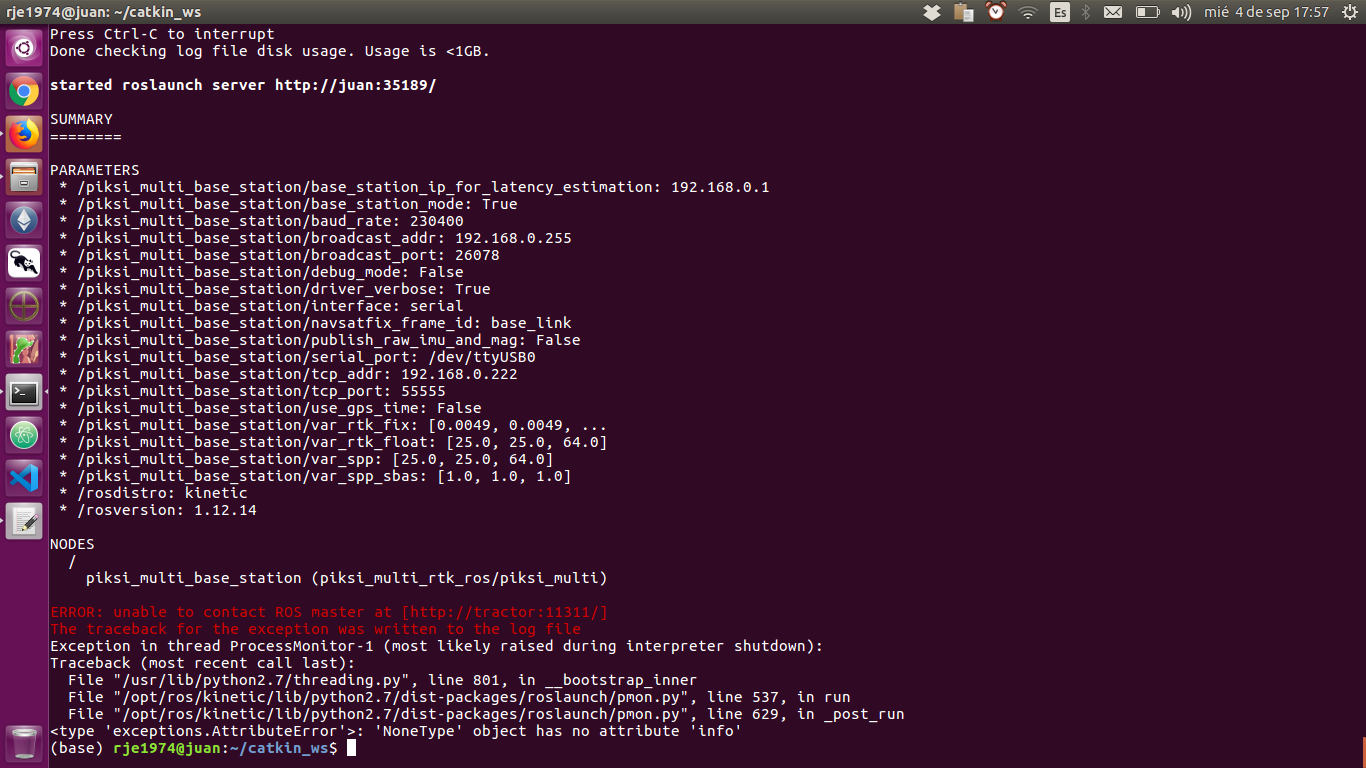 rje1974@juan: ~/catkin_ws
Es
mié 4 de sep 17:57
Press Ctrl-C to interrupt
Done checking log file disk usage. Usage is <1GB.
started roslaunch server http://juan:35189/
SUMMARY
========
PARAMETERS
* /piksi_multi_base_station/base_station_ip_for_latency_estimation: 192.168.0.1
* /piksi_multi_base_station/base_station_mode: True
* /piksi_multi_base_station/baud_rate: 230400
* /piksi_multi_base_station/broadcast_addr: 192.168.0.255
* /piksi_multi_base_station/broadcast_port: 26078
* /piksi_multi_base_station/debug_mode: False
* /piksi_multi_base_station/driver_verbose: True
* /piksi_multi_base_station/interface: serial
* /piksi_multi_base_station/navsatfix_frame_id: base_link
* /piksi_multi_base_station/publish_raw_imu_and_mag: False
* /piksi_multi_base_station/serial_port: /dev/ttyUSB0
* /piksi_multi_base_station/tcp_addr: 192.168.0.222
* /piksi_multi_base_station/tcp_port: 55555
* /piksi_multi_base_station/use_gps_time: False
* /piksi_multi_base_station/var_rtk_fix: [0.0049, 0.0049, ...
* /piksi_multi_base_station/var_rtk_float: [25.0, 25.0, 64.0]
* /piksi_multi_base_station/var_spp: [25.0, 25.0, 64.0]
* /piksi_multi_base_station/var_spp_sbas: [1.0, 1.0, 1.0]
* /rosdistro: kinetic
* /rosversion: 1.12.14
NODES
/
piksi_multi_base_station (piksi_multi_rtk_ros/piksi_multi)
ERROR: unable to contact ROS master at [http://tractor:11311/]
The traceback for the exception was written to the log file
Exception in thread ProcessMonitor-1 (most likely raised during interpreter shutdown):
Traceback (most recent call last):
File "/usr/lib/python2.7/threading.py", line 801, in __bootstrap_inner
File "/opt/ros/kinetic/lib/python2.7/dist-packages/roslaunch/pmon.py", line 537, in run
File "/opt/ros/kinetic/lib/python2.7/dist-packages/roslaunch/pmon.py", line 629, in _post_run
<type 'exceptions.AttributeError'>: 'NoneType' object has no attribute 'info'
(base) rje1974@juan:~/catkin_ws$